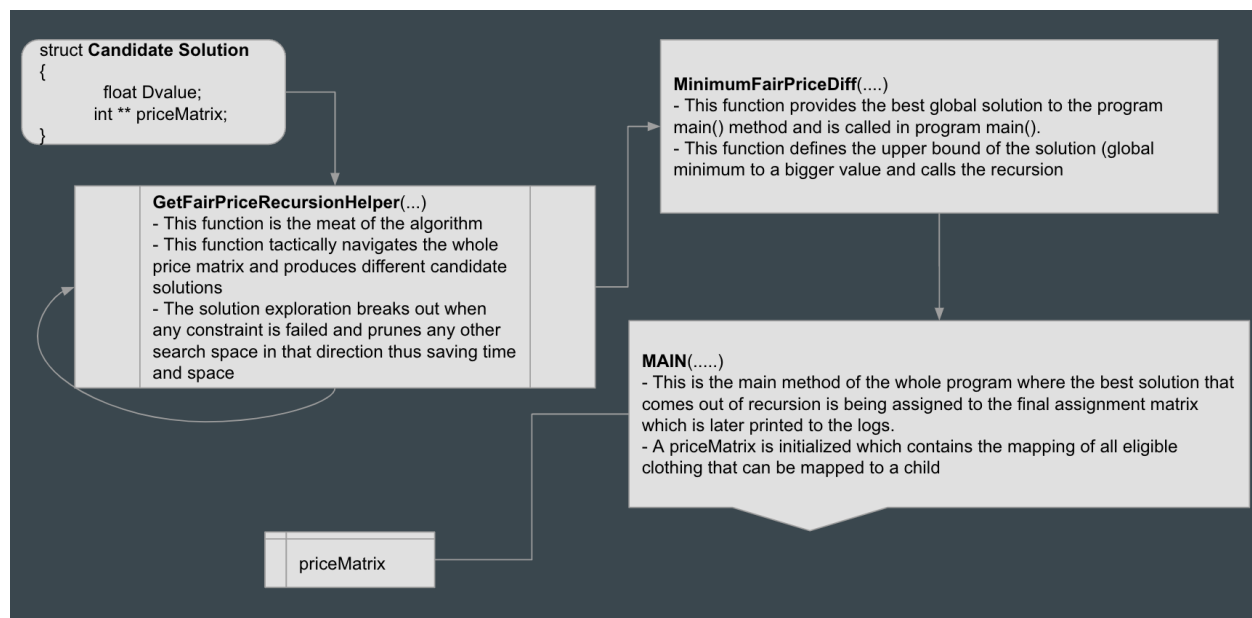 struct Candidate Solution
{
float Dvalue;
int ** priceMatrix;
}
MinimumFairPriceDiff(....)
- This function provides the best global solution to the program
main() method and is called in program main().
- This function defines the upper bound of the solution (global
minimum to a bigger value and calls the recursion
GetFairPriceRecursionHelper(...)
- This function is the meat of the algorithm
- This function tactically navigates the whole
price matrix and produces different candidate
solutions
- The solution exploration breaks out when
any constraint is failed and prunes any other
search space in that direction thus saving time
and space
MAIN(.....)
- This is the main method of the whole program where the best solution that
comes out of recursion is being assigned to the final assignment matrix
which is later printed to the logs.
- A priceMatrix is initialized which contains the mapping of all eligible
clothing that can be mapped to a child
priceMatrix